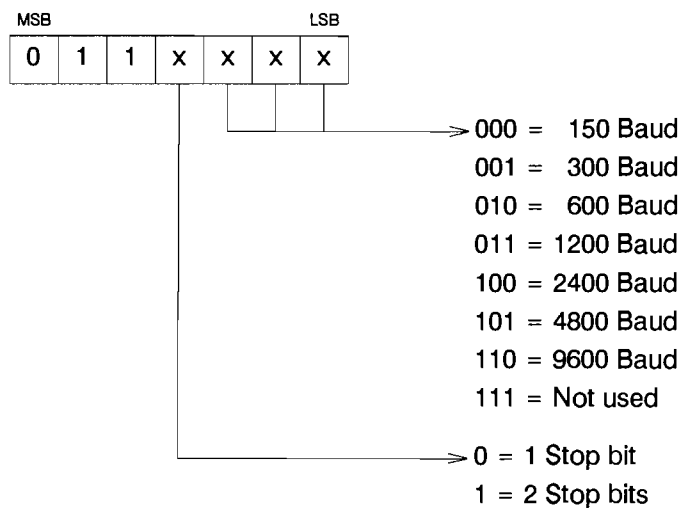 MSB LSB
0 1 1 x x x x
000 = 150 Baud
001 = 300 Baud
010 = 600 Baud
011 = 1200 Baud
100 = 2400 Baud
101 = 4800 Baud
110 = 9600 Baud
111 = Not used
0 = 1 Stop bit
1 = 2 Stop bits